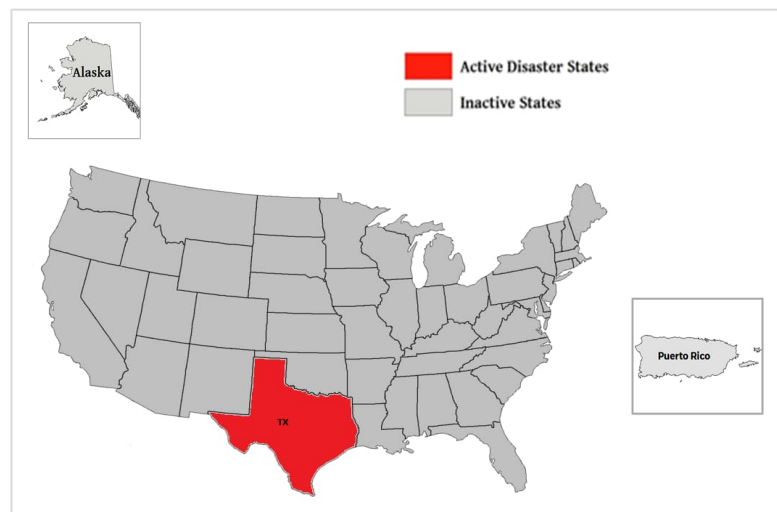 Alaska
Active Disaster States
Inactive States
Puerto Rico
TX